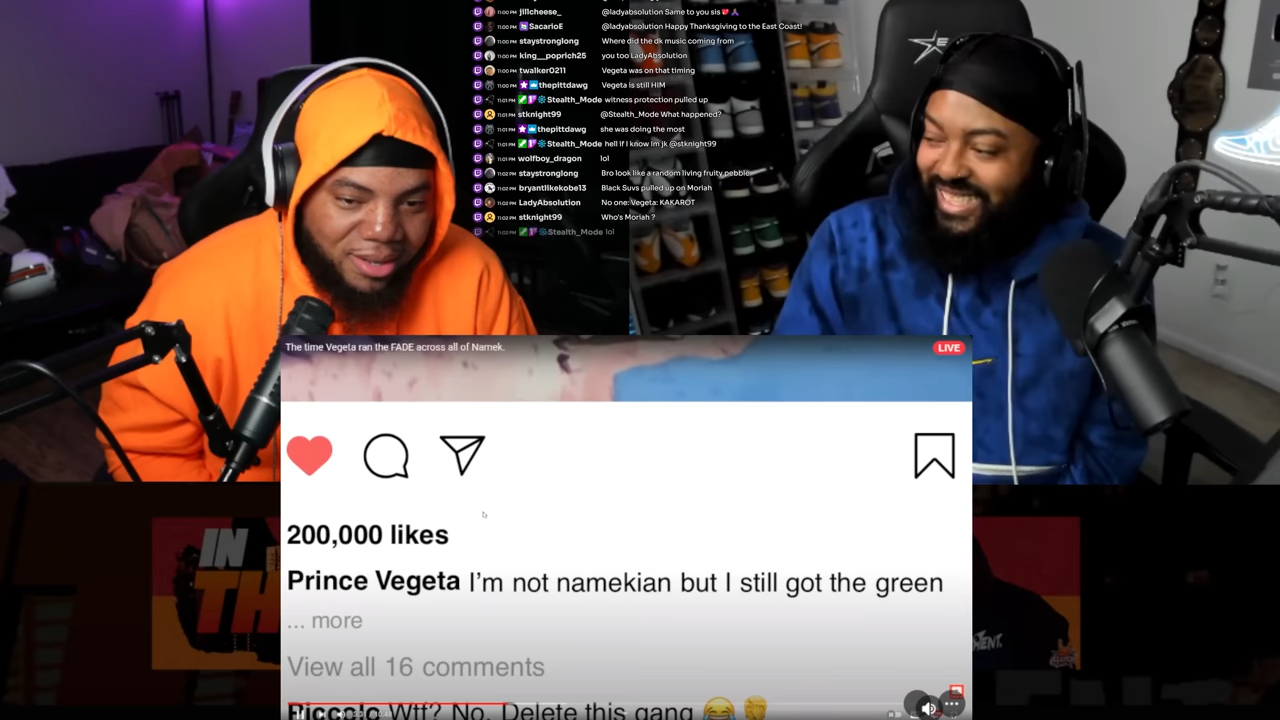 11:00 PM jillcheese_ @ladyabsolution Same to you sis💖🙏🏾
11:00 PM SacarioE @ladyabsolution Happy Thanksgiving to the East Coast!
11:00 PM staystronglong Where did the dk music coming from
11:00 PM king__poprich25 you too LadyAbsolution
11:00 PM twalker0211 Vegeta was on that timing
11:00 PM thepittdawg Vegeta is still HIM
11:01 PM Stealth_Mode witness protection pulled up
11:01 PM stknight99 @Stealth_Mode What happened?
11:01 PM thepittdawg she was doing the most
11:01 PM Stealth_Mode hell if I know Im jk @stknight99
11:01 PM wolfboy_dragon lol
11:02 PM staystronglong Bro look like a random living fruity pebble
11:02 PM bryantlikekobe13 Black Suvs pulled up on Moriah
11:02 PM LadyAbsolution No one: Vegeta: KAKAROT
11:02 PM stknight99 Who's Moriah ?
11:02 PM Stealth_Mode lol
The time Vegeta ran the FADE across all of Namek.
LIVE
200,000 likes
Prince Vegeta I'm not namekian but I still got the green
... more
View all 16 comments
Piccolo Wtf? No. Delete this gang 😂
IN
TH